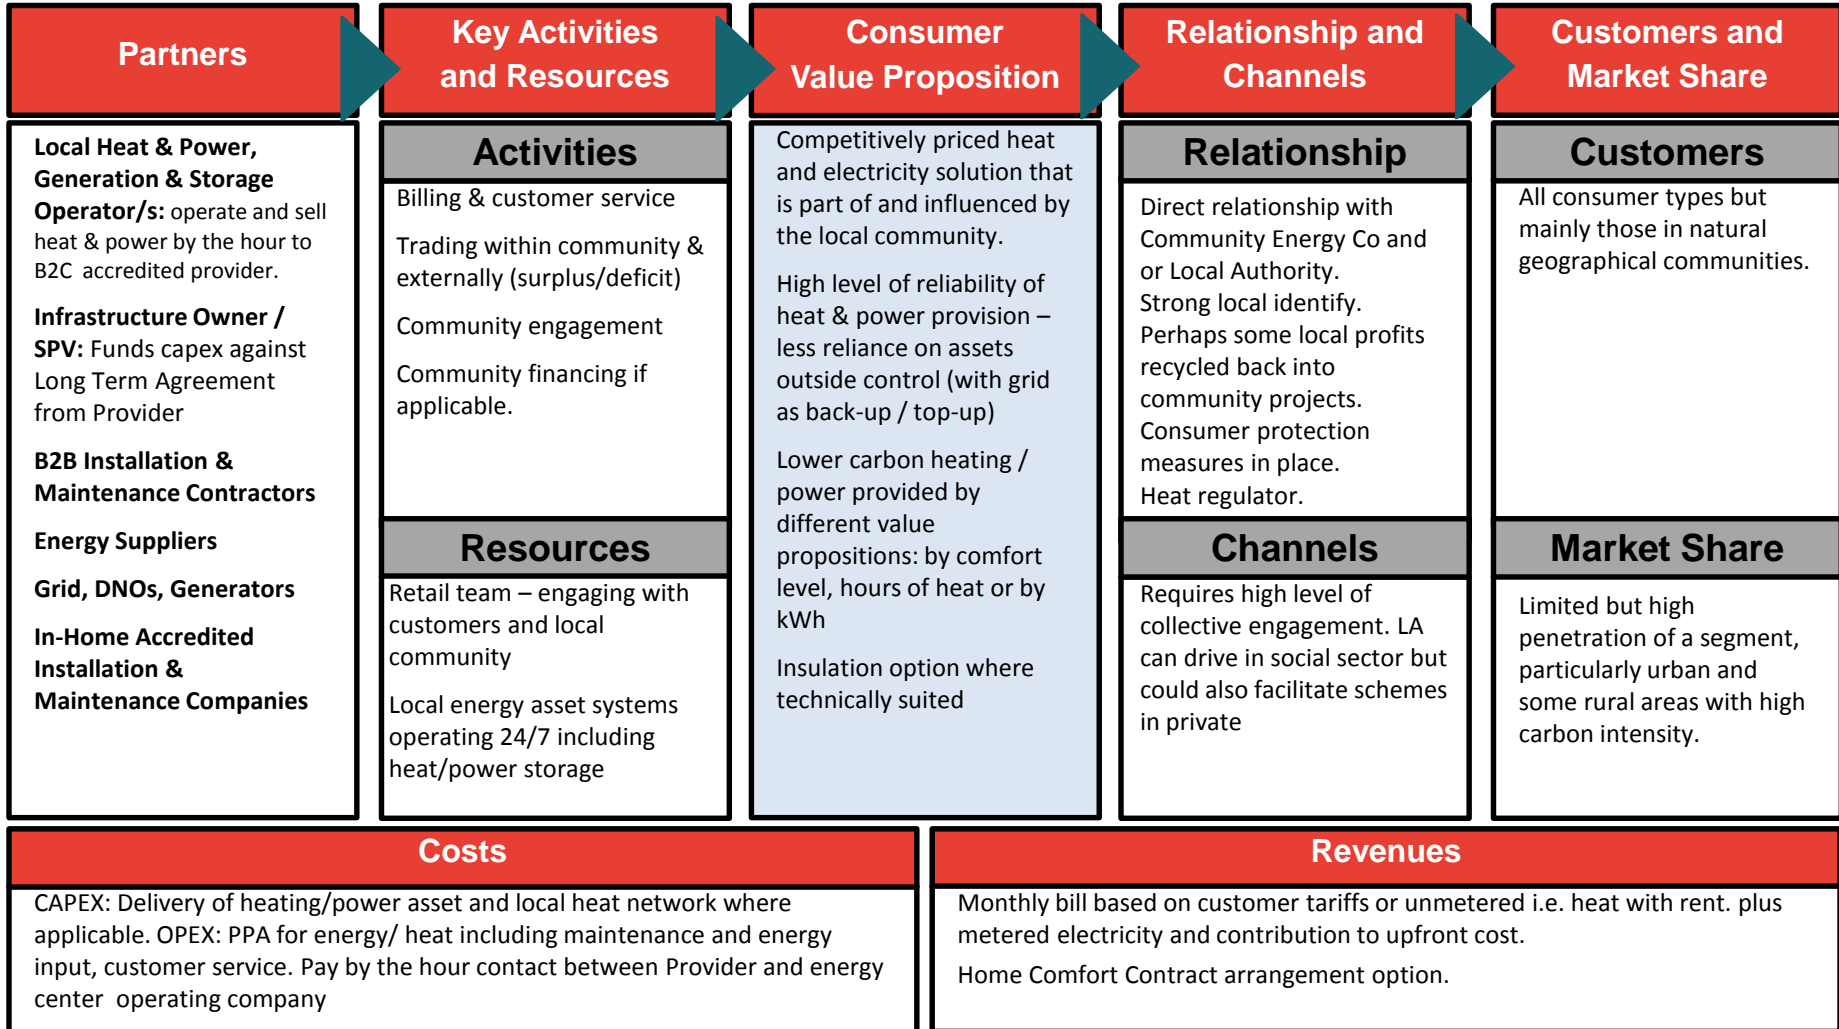 Partners
Key Activities
and Resources
Consumer
Value Proposition
Relationship and
Channels
Customers and
Market Share
Local Heat & Power,
Generation & Storage
Operator/s: operate and sell
heat & power by the hour to
B2C accredited provider.
Infrastructure Owner /
SPV: Funds capex against
Long Term Agreement
from Provider
B2B Installation &
Maintenance Contractors
Energy Suppliers
Grid, DNOs, Generators
In-Home Accredited
Installation &
Maintenance Companies
Activities
Billing & customer service
Trading within community &
externally (surplus/deficit)
Community engagement
Community financing if
applicable.
Resources
Retail team – engaging with
customers and local
community
Local energy asset systems
operating 24/7 including
heat/power storage
Competitively priced heat
and electricity solution that
is part of and influenced by
the local community.
High level of reliability of
heat & power provision –
less reliance on assets
outside control (with grid
as back-up / top-up)
Lower carbon heating /
power provided by
different value
propositions: by comfort
level, hours of heat or by
kWh
Insulation option where
technically suited
Relationship
Direct relationship with
Community Energy Co and
or Local Authority.
Strong local identify.
Perhaps some local profits
recycled back into
community projects.
Consumer protection
measures in place.
Heat regulator.
Channels
Requires high level of
collective engagement. LA
can drive in social sector but
could also facilitate schemes
in private
Customers
All consumer types but
mainly those in natural
geographical communities.
Market Share
Limited but high
penetration of a segment,
particularly urban and
some rural areas with high
carbon intensity.
Costs
CAPEX: Delivery of heating/power asset and local heat network where
applicable. OPEX: PPA for energy/ heat including maintenance and energy
input, customer service. Pay by the hour contact between Provider and energy
center operating company
Revenues
Monthly bill based on customer tariffs or unmetered i.e. heat with rent. plus
metered electricity and contribution to upfront cost.
Home Comfort Contract arrangement option.